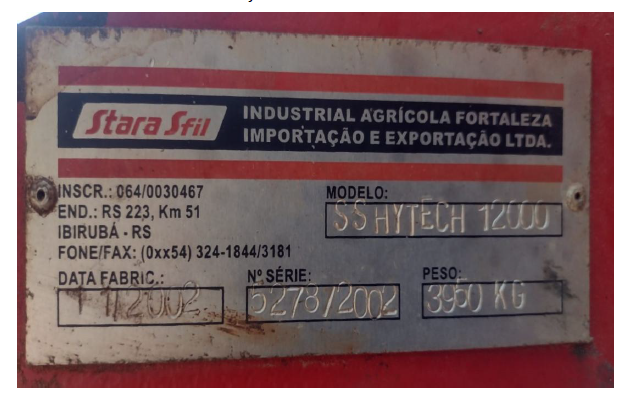 Stara Sfil
INDUSTRIAL AGRÍCOLA FORTALEZA
IMPORTAÇÃO E EXPORTAÇÃO LTDA.
INSCR.: 064/0030467
END.: RS 223, Km 51
IBIRUBÁ - RS
FONE/FAX: (0xx54) 324-1844/3181
MODELO:
SS HYTECH 12000
DATA FABRIC.:
11/2002
Nº SÉRIE:
5278/2002
PESO:
3960 KG